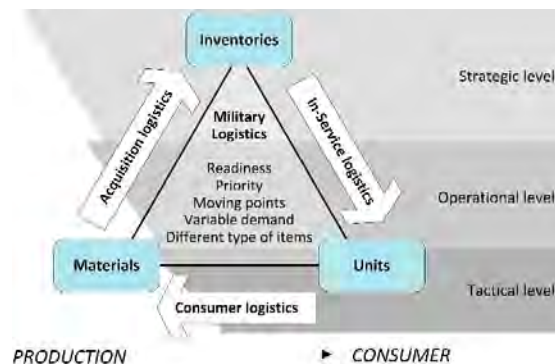 Inventories
Strategic level
Acquisition logistics
In-Service logistics
Military
Logistics
Readiness
Priority
Moving points
Variable demand
Different type of items
Operational level
Materials
Units
Consumer logistics
Tactical level
PRODUCTION ► CONSUMER